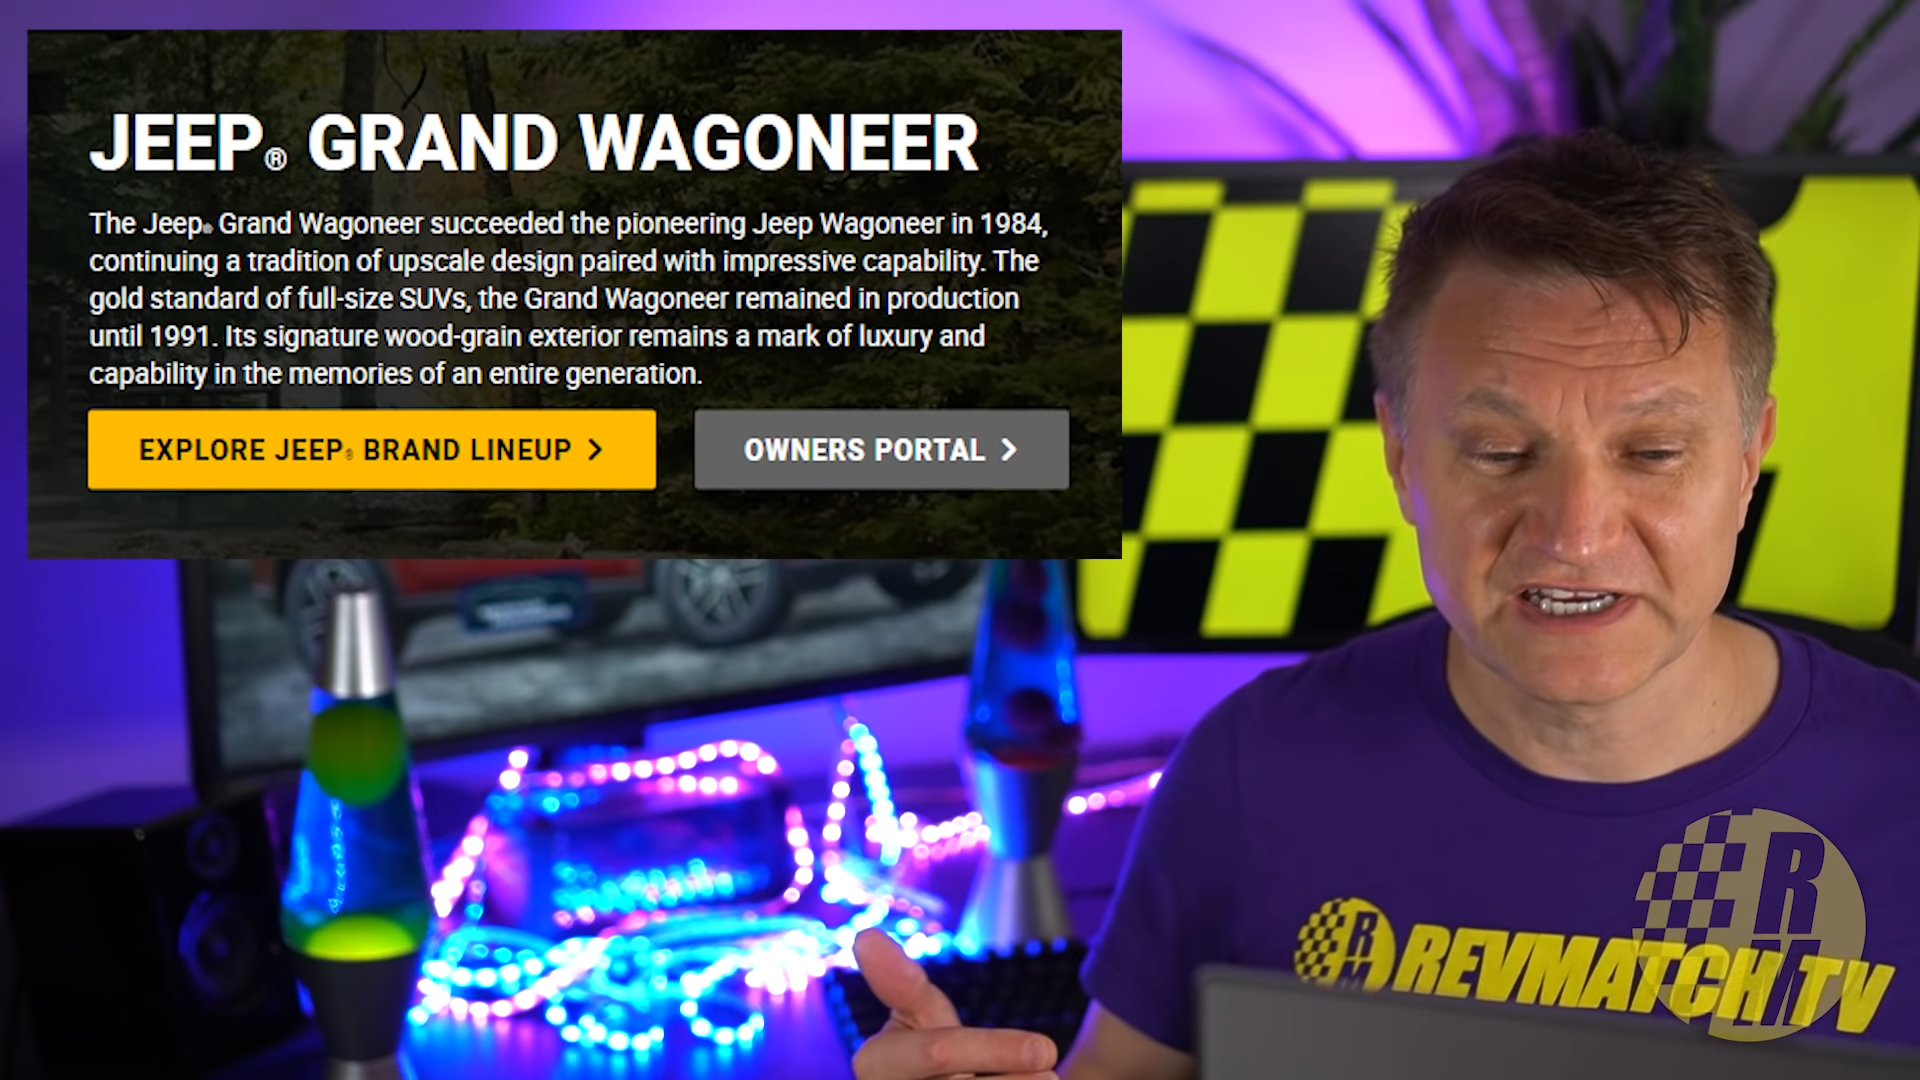 JEEP® GRAND WAGONEER
The Jeep® Grand Wagoneer succeeded the pioneering Jeep Wagoneer in 1984,
continuing a tradition of upscale design paired with impressive capability. The
gold standard of full-size SUVs, the Grand Wagoneer remained in production
until 1991. Its signature wood-grain exterior remains a mark of luxury and
capability in the memories of an entire generation.
EXPLORE JEEP® BRAND LINEUP >
OWNERS PORTAL >
RM REVMATCH TV
RM